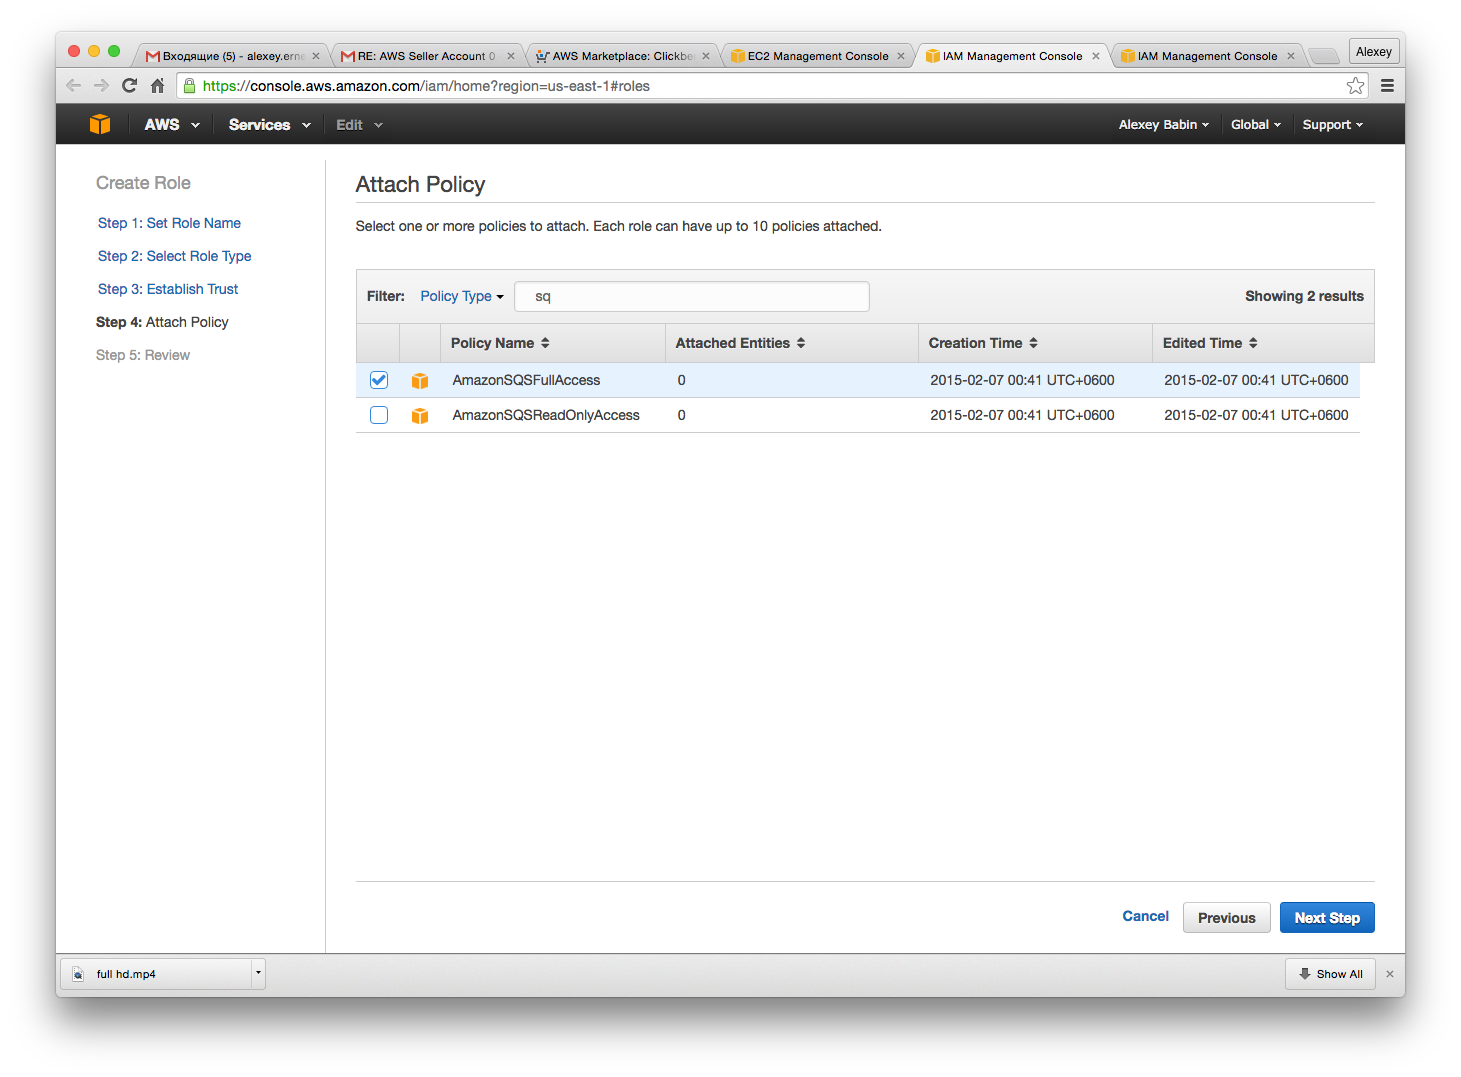 Входящие (5) - alexey.erne
RE: AWS Seller Account 0
AWS Marketplace: Clickbe
EC2 Management Console
IAM Management Console
IAM Management Console
Alexey
https://console.aws.amazon.com/iam/home?region=us-east-1#roles
AWS Services Edit Alexey Babin Global Support
Create Role
Step 1: Set Role Name
Step 2: Select Role Type
Step 3: Establish Trust
Step 4: Attach Policy
Step 5: Review
Attach Policy
Select one or more policies to attach. Each role can have up to 10 policies attached.
Filter: Policy Type sq Showing 2 results
Policy Name Attached Entities Creation Time Edited Time
AmazonSQSFullAccess 0 2015-02-07 00:41 UTC+0600 2015-02-07 00:41 UTC+0600
AmazonSQSReadOnlyAccess 0 2015-02-07 00:41 UTC+0600 2015-02-07 00:41 UTC+0600
Cancel Previous Next Step
full hd.mp4 Show All